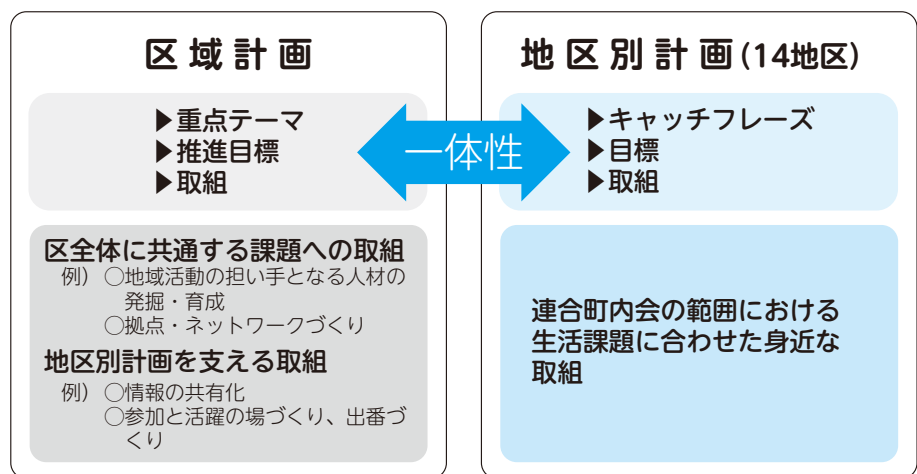 区域計画
▶重点テーマ
▶推進目標
▶取組
一体性
区全体に共通する課題への取組
例）○地域活動の担い手となる人材の
発掘・育成
○拠点・ネットワークづくり
地区別計画を支える取組
例）○情報の共有化
○参加と活躍の場づくり、出番づ
くり
地区別計画(14地区)
▶キャッチフレーズ
▶目標
▶取組
連合町内会の範囲における
生活課題に合わせた身近な
取組